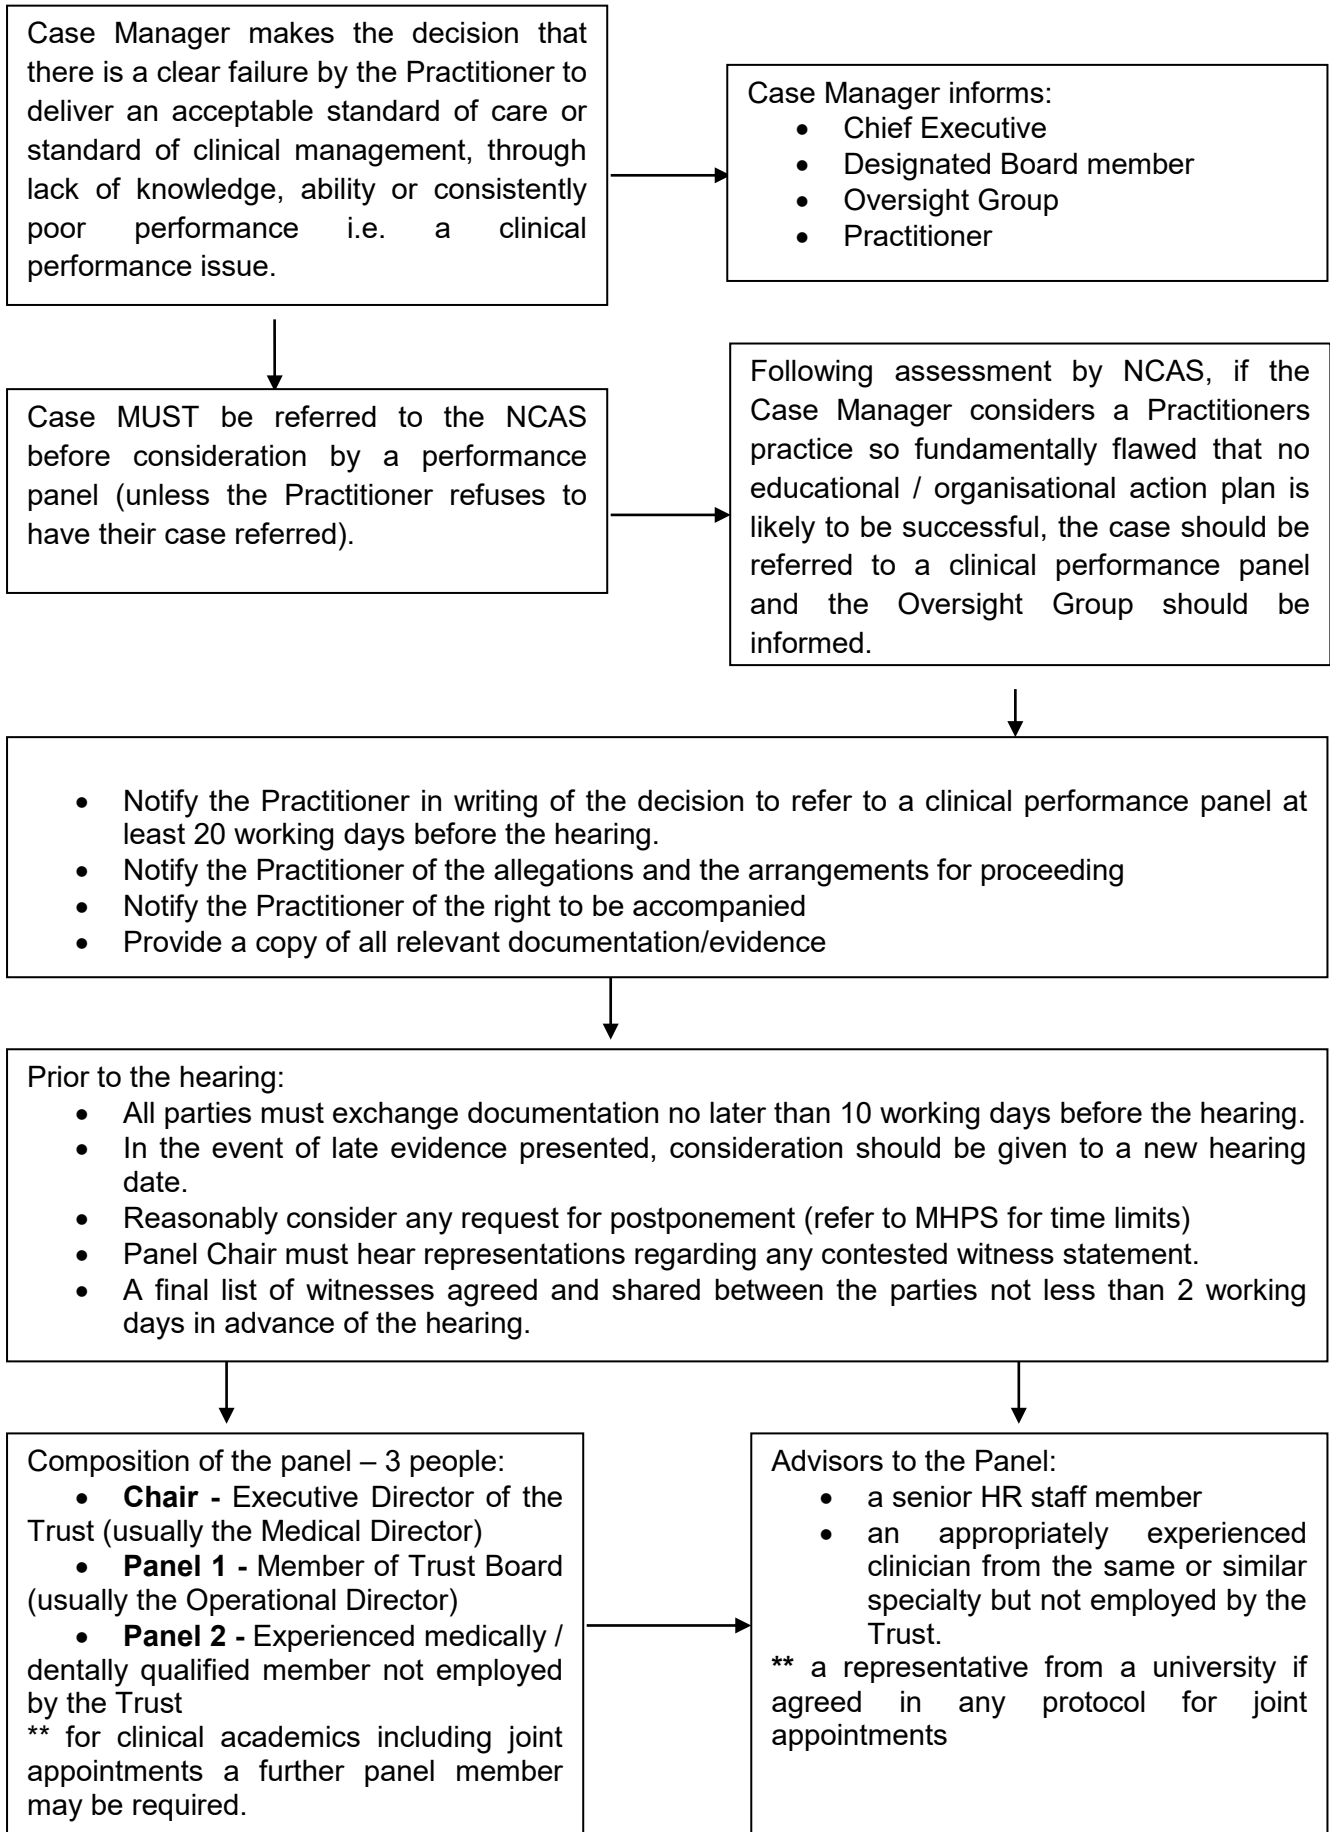 Case Manager makes the decision that
there is a clear failure by the Practitioner to
deliver an acceptable standard of care or
standard of clinical management, through
lack of knowledge, ability or consistently
poor performance i.e. a clinical
performance issue.
Case Manager informs:
• Chief Executive
• Designated Board member
• Oversight Group
• Practitioner
Case MUST be referred to the NCAS
before consideration by a performance
panel (unless the Practitioner refuses to
have their case referred).
Following assessment by NCAS, if the
Case Manager considers a Practitioners
practice so fundamentally flawed that no
educational / organisational action plan is
likely to be successful, the case should be
referred to a clinical performance panel
and the Oversight Group should be
informed.
• Notify the Practitioner in writing of the decision to refer to a clinical performance panel at
least 20 working days before the hearing.
• Notify the Practitioner of the allegations and the arrangements for proceeding
• Notify the Practitioner of the right to be accompanied
• Provide a copy of all relevant documentation/evidence
Prior to the hearing:
• All parties must exchange documentation no later than 10 working days before the hearing.
• In the event of late evidence presented, consideration should be given to a new hearing
date.
• Reasonably consider any request for postponement (refer to MHPS for time limits)
• Panel Chair must hear representations regarding any contested witness statement.
• A final list of witnesses agreed and shared between the parties not less than 2 working
days in advance of the hearing.
Composition of the panel – 3 people:
• Chair - Executive Director of the
Trust (usually the Medical Director)
• Panel 1 - Member of Trust Board
(usually the Operational Director)
• Panel 2 - Experienced medically /
dentally qualified member not employed
by the Trust
** for clinical academics including joint
appointments a further panel member
may be required.
Advisors to the Panel:
• a senior HR staff member
• an appropriately experienced
clinician from the same or similar
specialty but not employed by the
Trust.
** a representative from a university if
agreed in any protocol for joint
appointments